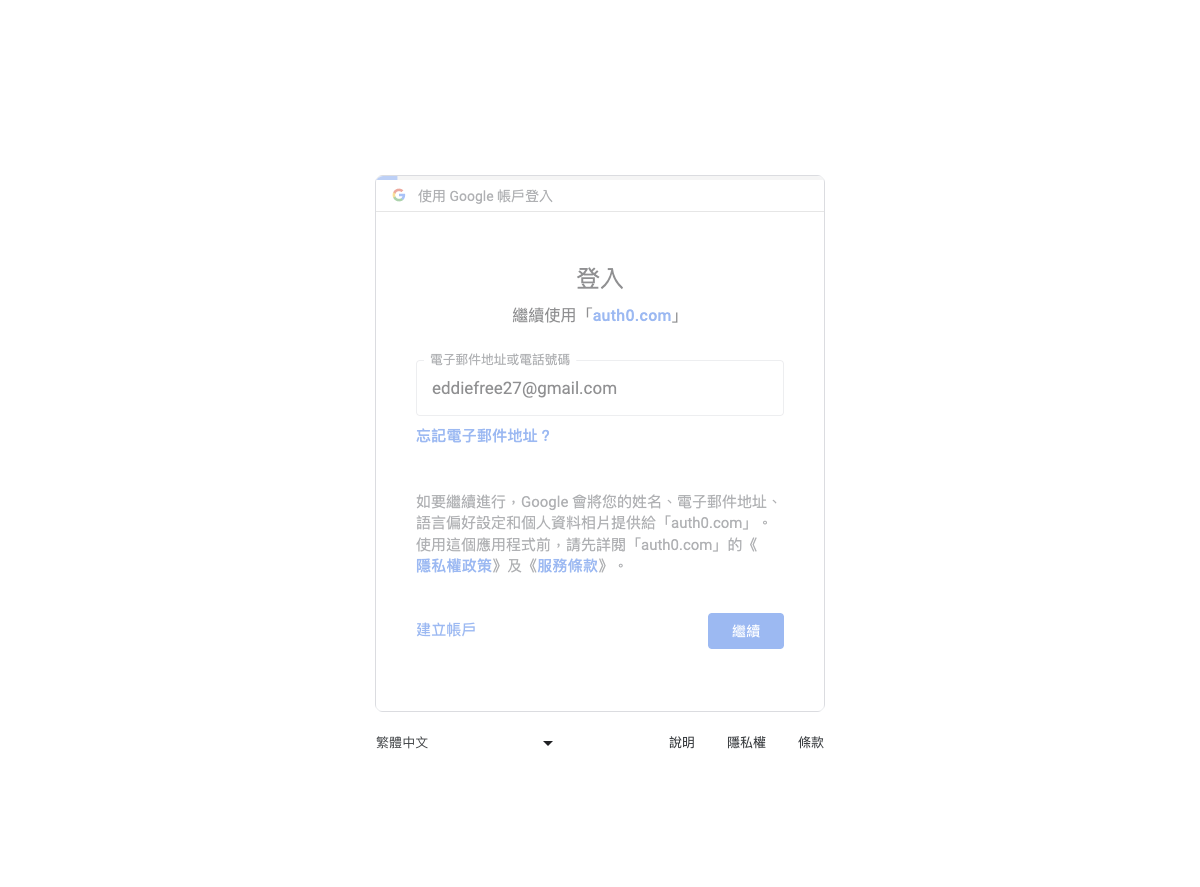 使用 Google 帳戶登入
登入
繼續使用「auth0.com」
電子郵件地址或電話號碼
eddiefree27@gmail.com
忘記電子郵件地址？
如要繼續進行，Google 會將您的姓名、電子郵件地址、
語言偏好設定和個人資料相片提供給「auth0.com」。
使用這個應用程式前，請先詳閱「auth0.com」的《
隱私權政策》及《服務條款》。
建立帳戶
繼續
繁體中文
說明
隱私權
條款